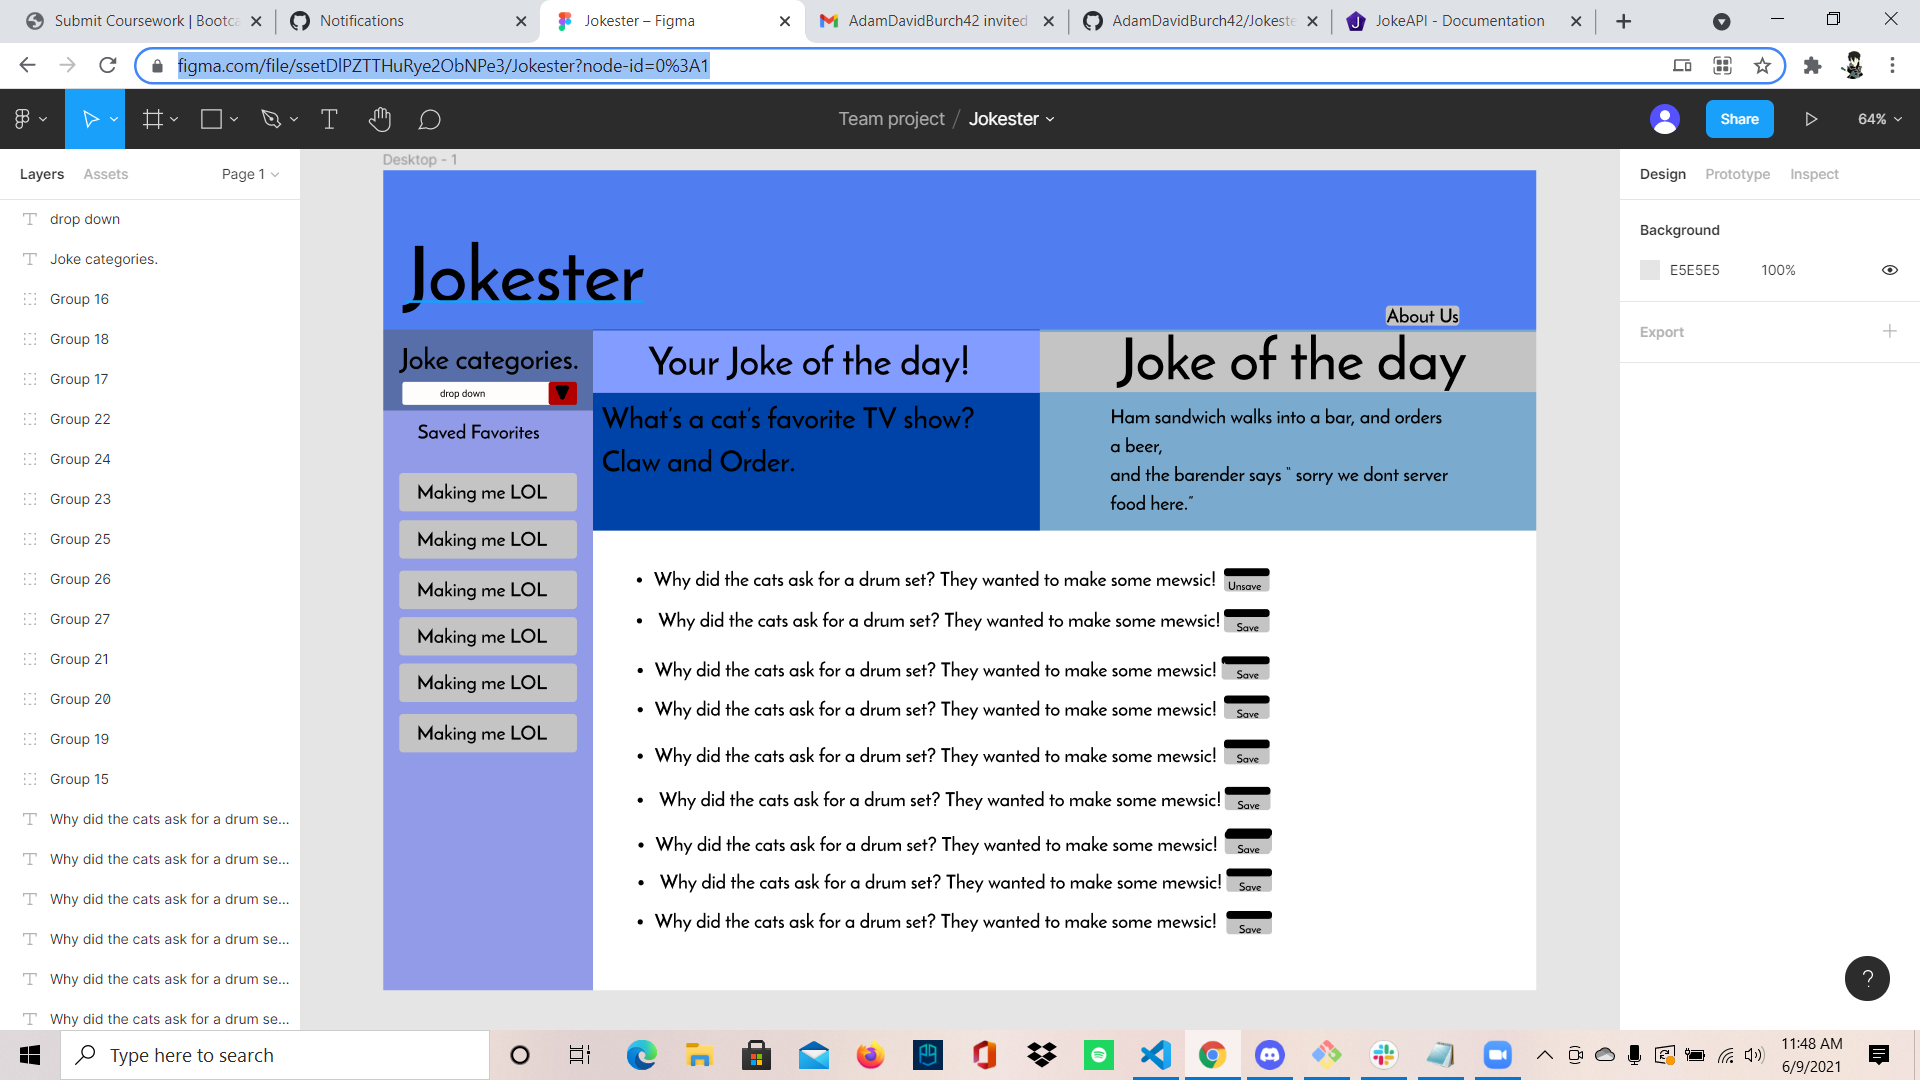 Submit Coursework | Bootca
Notifications
Jokester – Figma
AdamDavidBurch42 invited
AdamDavidBurch42/Jokeste
JokeAPI - Documentation
figma.com/file/ssetDlPZTTHuRye2ObNPe3/Jokester?node-id=0%3A1
Team project / Jokester
Share
64%
Layers
Assets
Page 1
drop down
Joke categories.
Group 16
Group 18
Group 17
Group 22
Group 24
Group 23
Group 25
Group 26
Group 27
Group 21
Group 20
Group 19
Group 15
Why did the cats ask for a drum se...
Why did the cats ask for a drum se...
Why did the cats ask for a drum se...
Why did the cats ask for a drum se...
Why did the cats ask for a drum se...
Why did the cats ask for a drum se...
Desktop - 1
Jokester
About Us
Joke categories.
drop down
Saved Favorites
Making me LOL
Making me LOL
Making me LOL
Making me LOL
Making me LOL
Making me LOL
Your Joke of the day!
What's a cat's favorite TV show?
Claw and Order.
Joke of the day
Ham sandwich walks into a bar, and orders
a beer,
and the barender says " sorry we dont server
food here."
• Why did the cats ask for a drum set? They wanted to make some mewsic! Unsave
• Why did the cats ask for a drum set? They wanted to make some mewsic! Save
• Why did the cats ask for a drum set? They wanted to make some mewsic! Save
• Why did the cats ask for a drum set? They wanted to make some mewsic! Save
• Why did the cats ask for a drum set? They wanted to make some mewsic! Save
• Why did the cats ask for a drum set? They wanted to make some mewsic! Save
• Why did the cats ask for a drum set? They wanted to make some mewsic! Save
• Why did the cats ask for a drum set? They wanted to make some mewsic! Save
• Why did the cats ask for a drum set? They wanted to make some mewsic! Save
Design
Prototype
Inspect
Background
E5E5E5 100%
Export
?
Type here to search
11:48 AM
6/9/2021